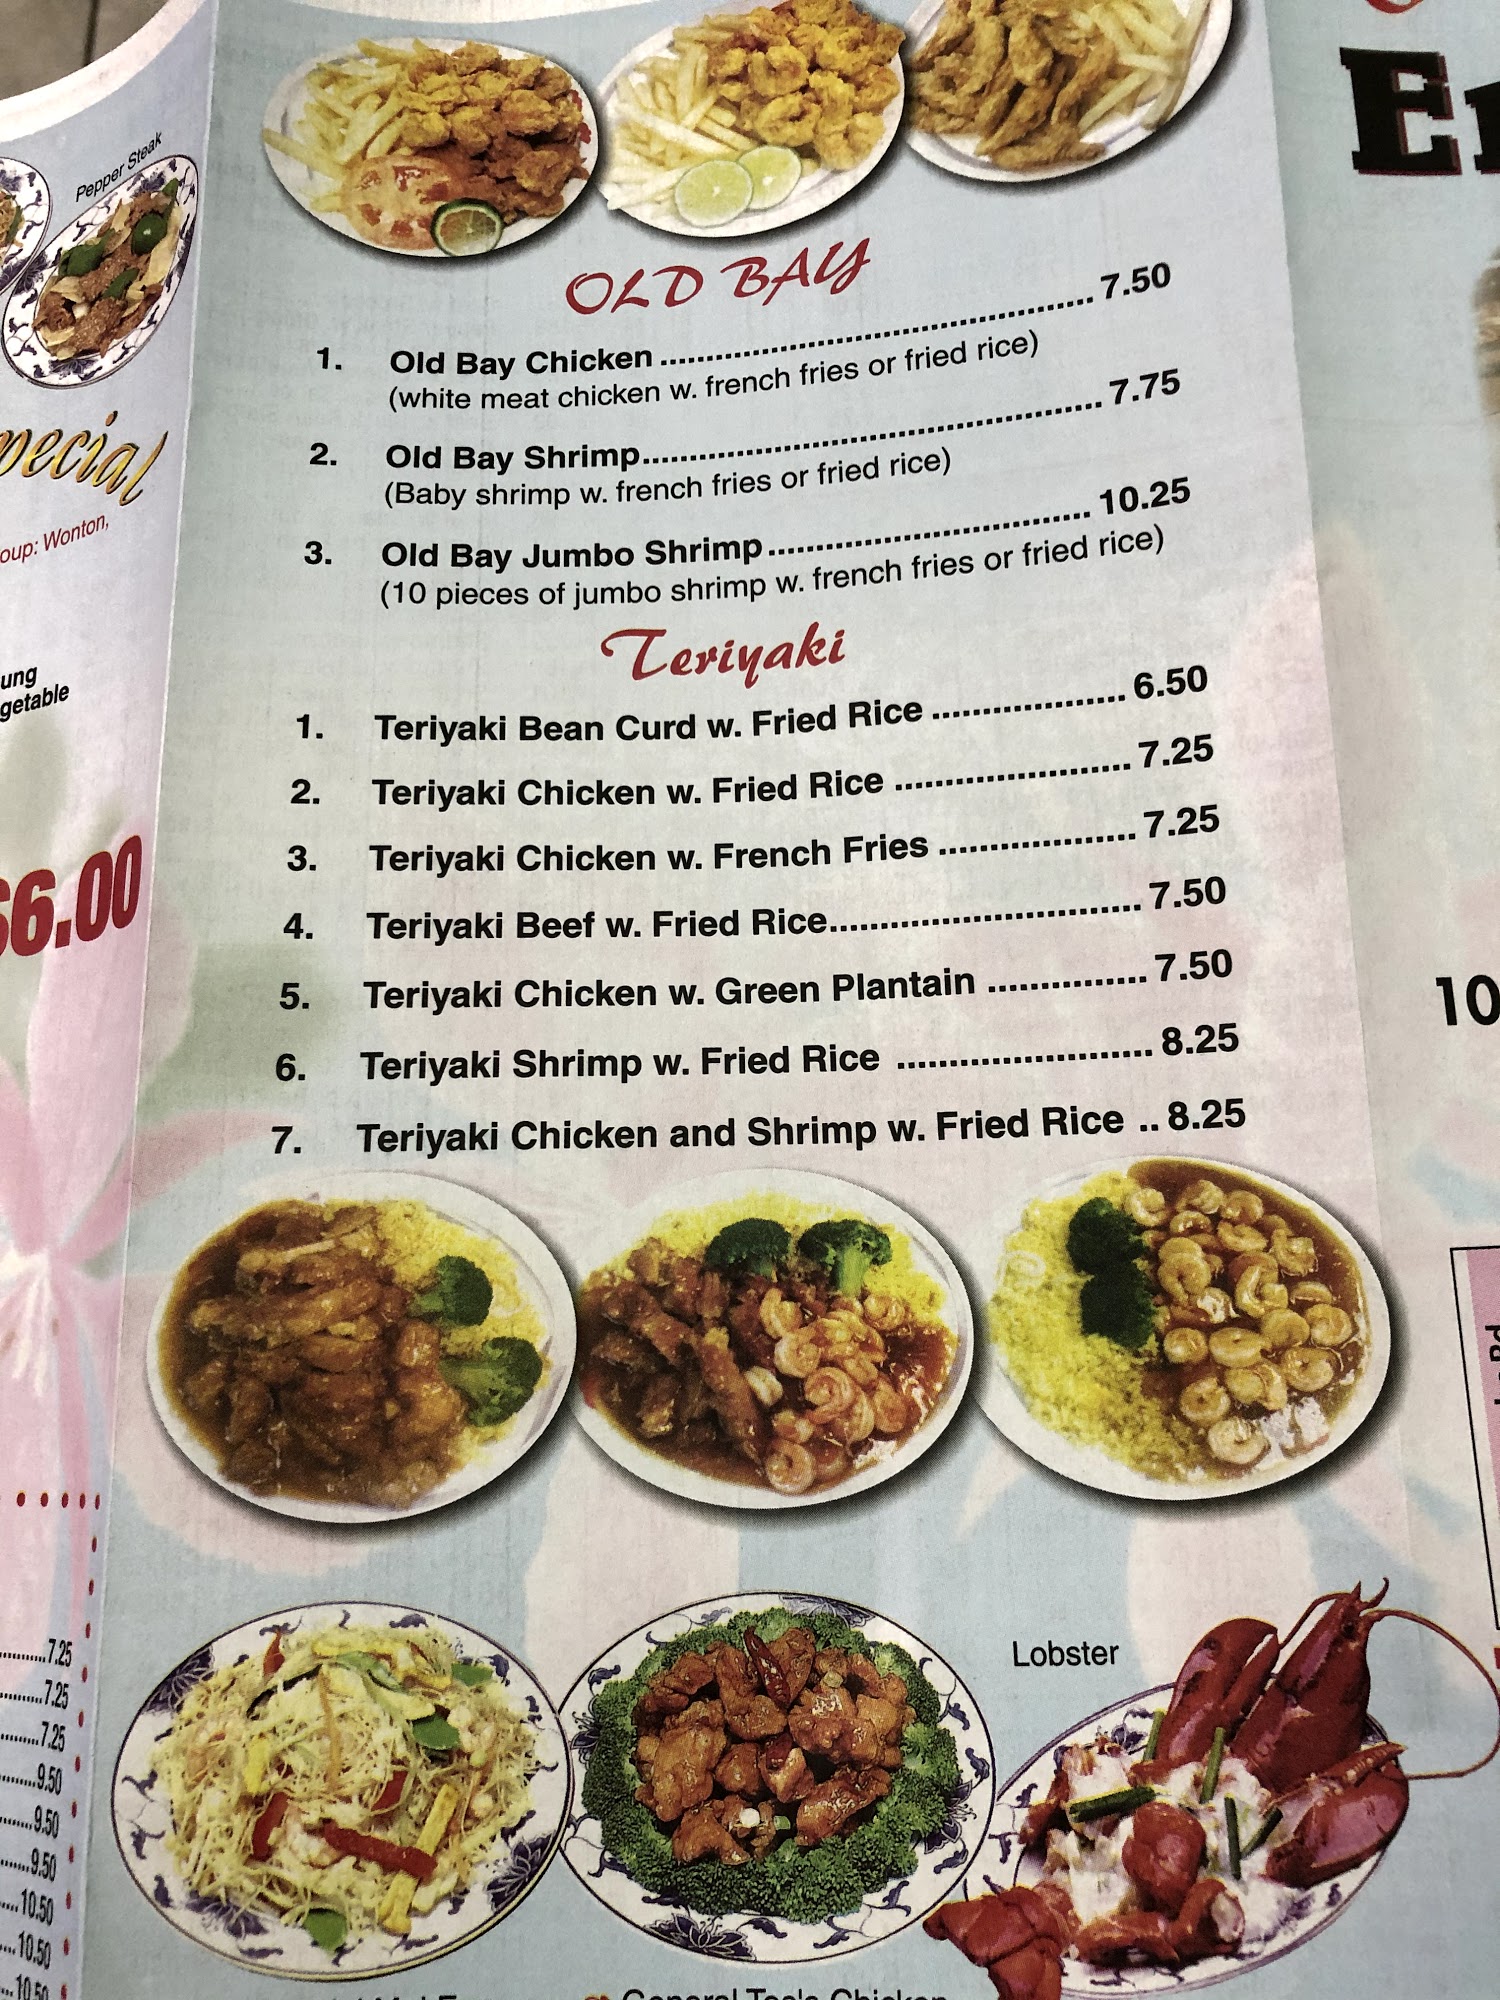 Pepper Steak
pecial
oup: Wonton,
ung
getable
6.00
7.25
7.25
7.25
9.50
9.50
9.50
10.50
10.50
10.50
OLD BAY
1. Old Bay Chicken 7.50
(white meat chicken w. french fries or fried rice)
2. Old Bay Shrimp 7.75
(Baby shrimp w. french fries or fried rice)
3. Old Bay Jumbo Shrimp 10.25
(10 pieces of jumbo shrimp w. french fries or fried rice)
Teriyaki
1. Teriyaki Bean Curd w. Fried Rice 6.50
2. Teriyaki Chicken w. Fried Rice 7.25
3. Teriyaki Chicken w. French Fries 7.25
4. Teriyaki Beef w. Fried Rice 7.50
5. Teriyaki Chicken w. Green Plantain 7.50
6. Teriyaki Shrimp w. Fried Rice 8.25
7. Teriyaki Chicken and Shrimp w. Fried Rice .. 8.25
Lobster
General Tso's Chicken
10